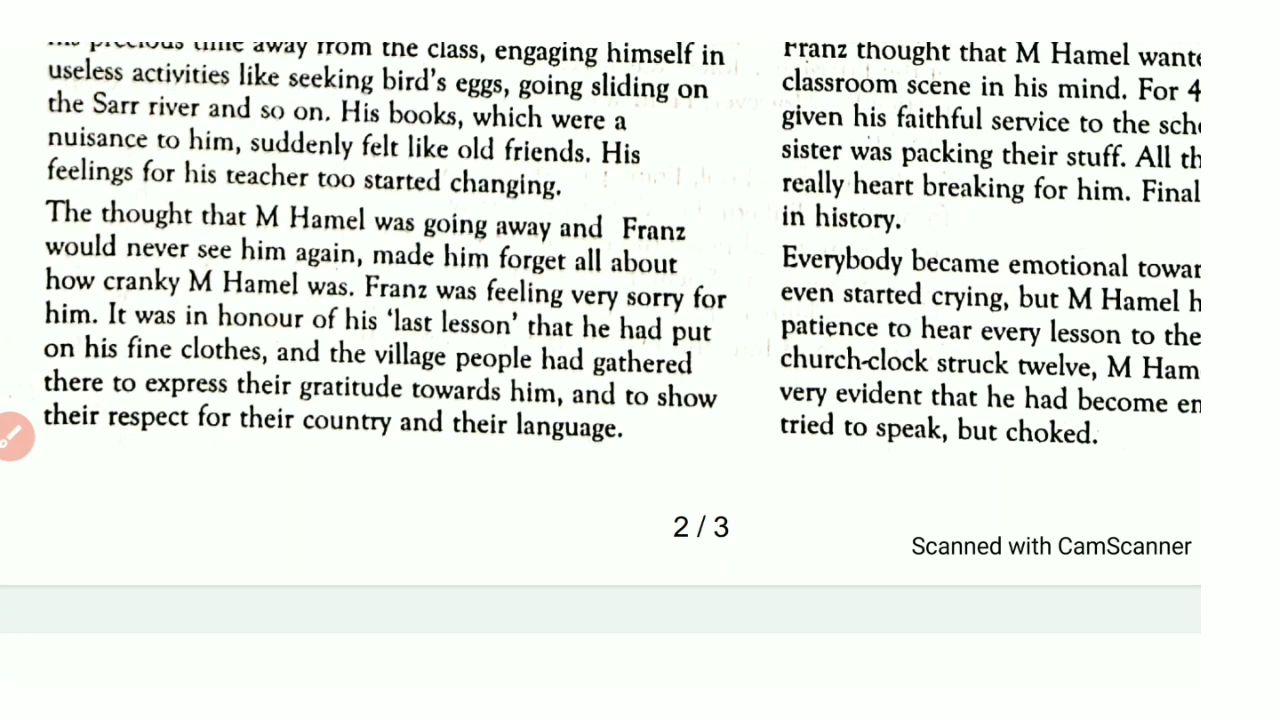 precious time away from the class, engaging himself in
useless activities like seeking bird's eggs, going sliding on
the Sarr river and so on. His books, which were a
nuisance to him, suddenly felt like old friends. His
feelings for his teacher too started changing.
The thought that M Hamel was going away and Franz
would never see him again, made him forget all about
how cranky M Hamel was. Franz was feeling very sorry for
him. It was in honour of his 'last lesson' that he had put
on his fine clothes, and the village people had gathered
there to express their gratitude towards him, and to show
their respect for their country and their language.
Franz thought that M Hamel
classroom scene in his mind. For 4
given his faithful service to the
sister was packing their stuff. All
really heart breaking for him.
in history.
Everybody became emotional
even started crying, but M Hamel
patience to hear every lesson to the
church-clock struck twelve, M
very evident that he had become
tried to speak, but choked.
2 / 3
Scanned with CamScanner